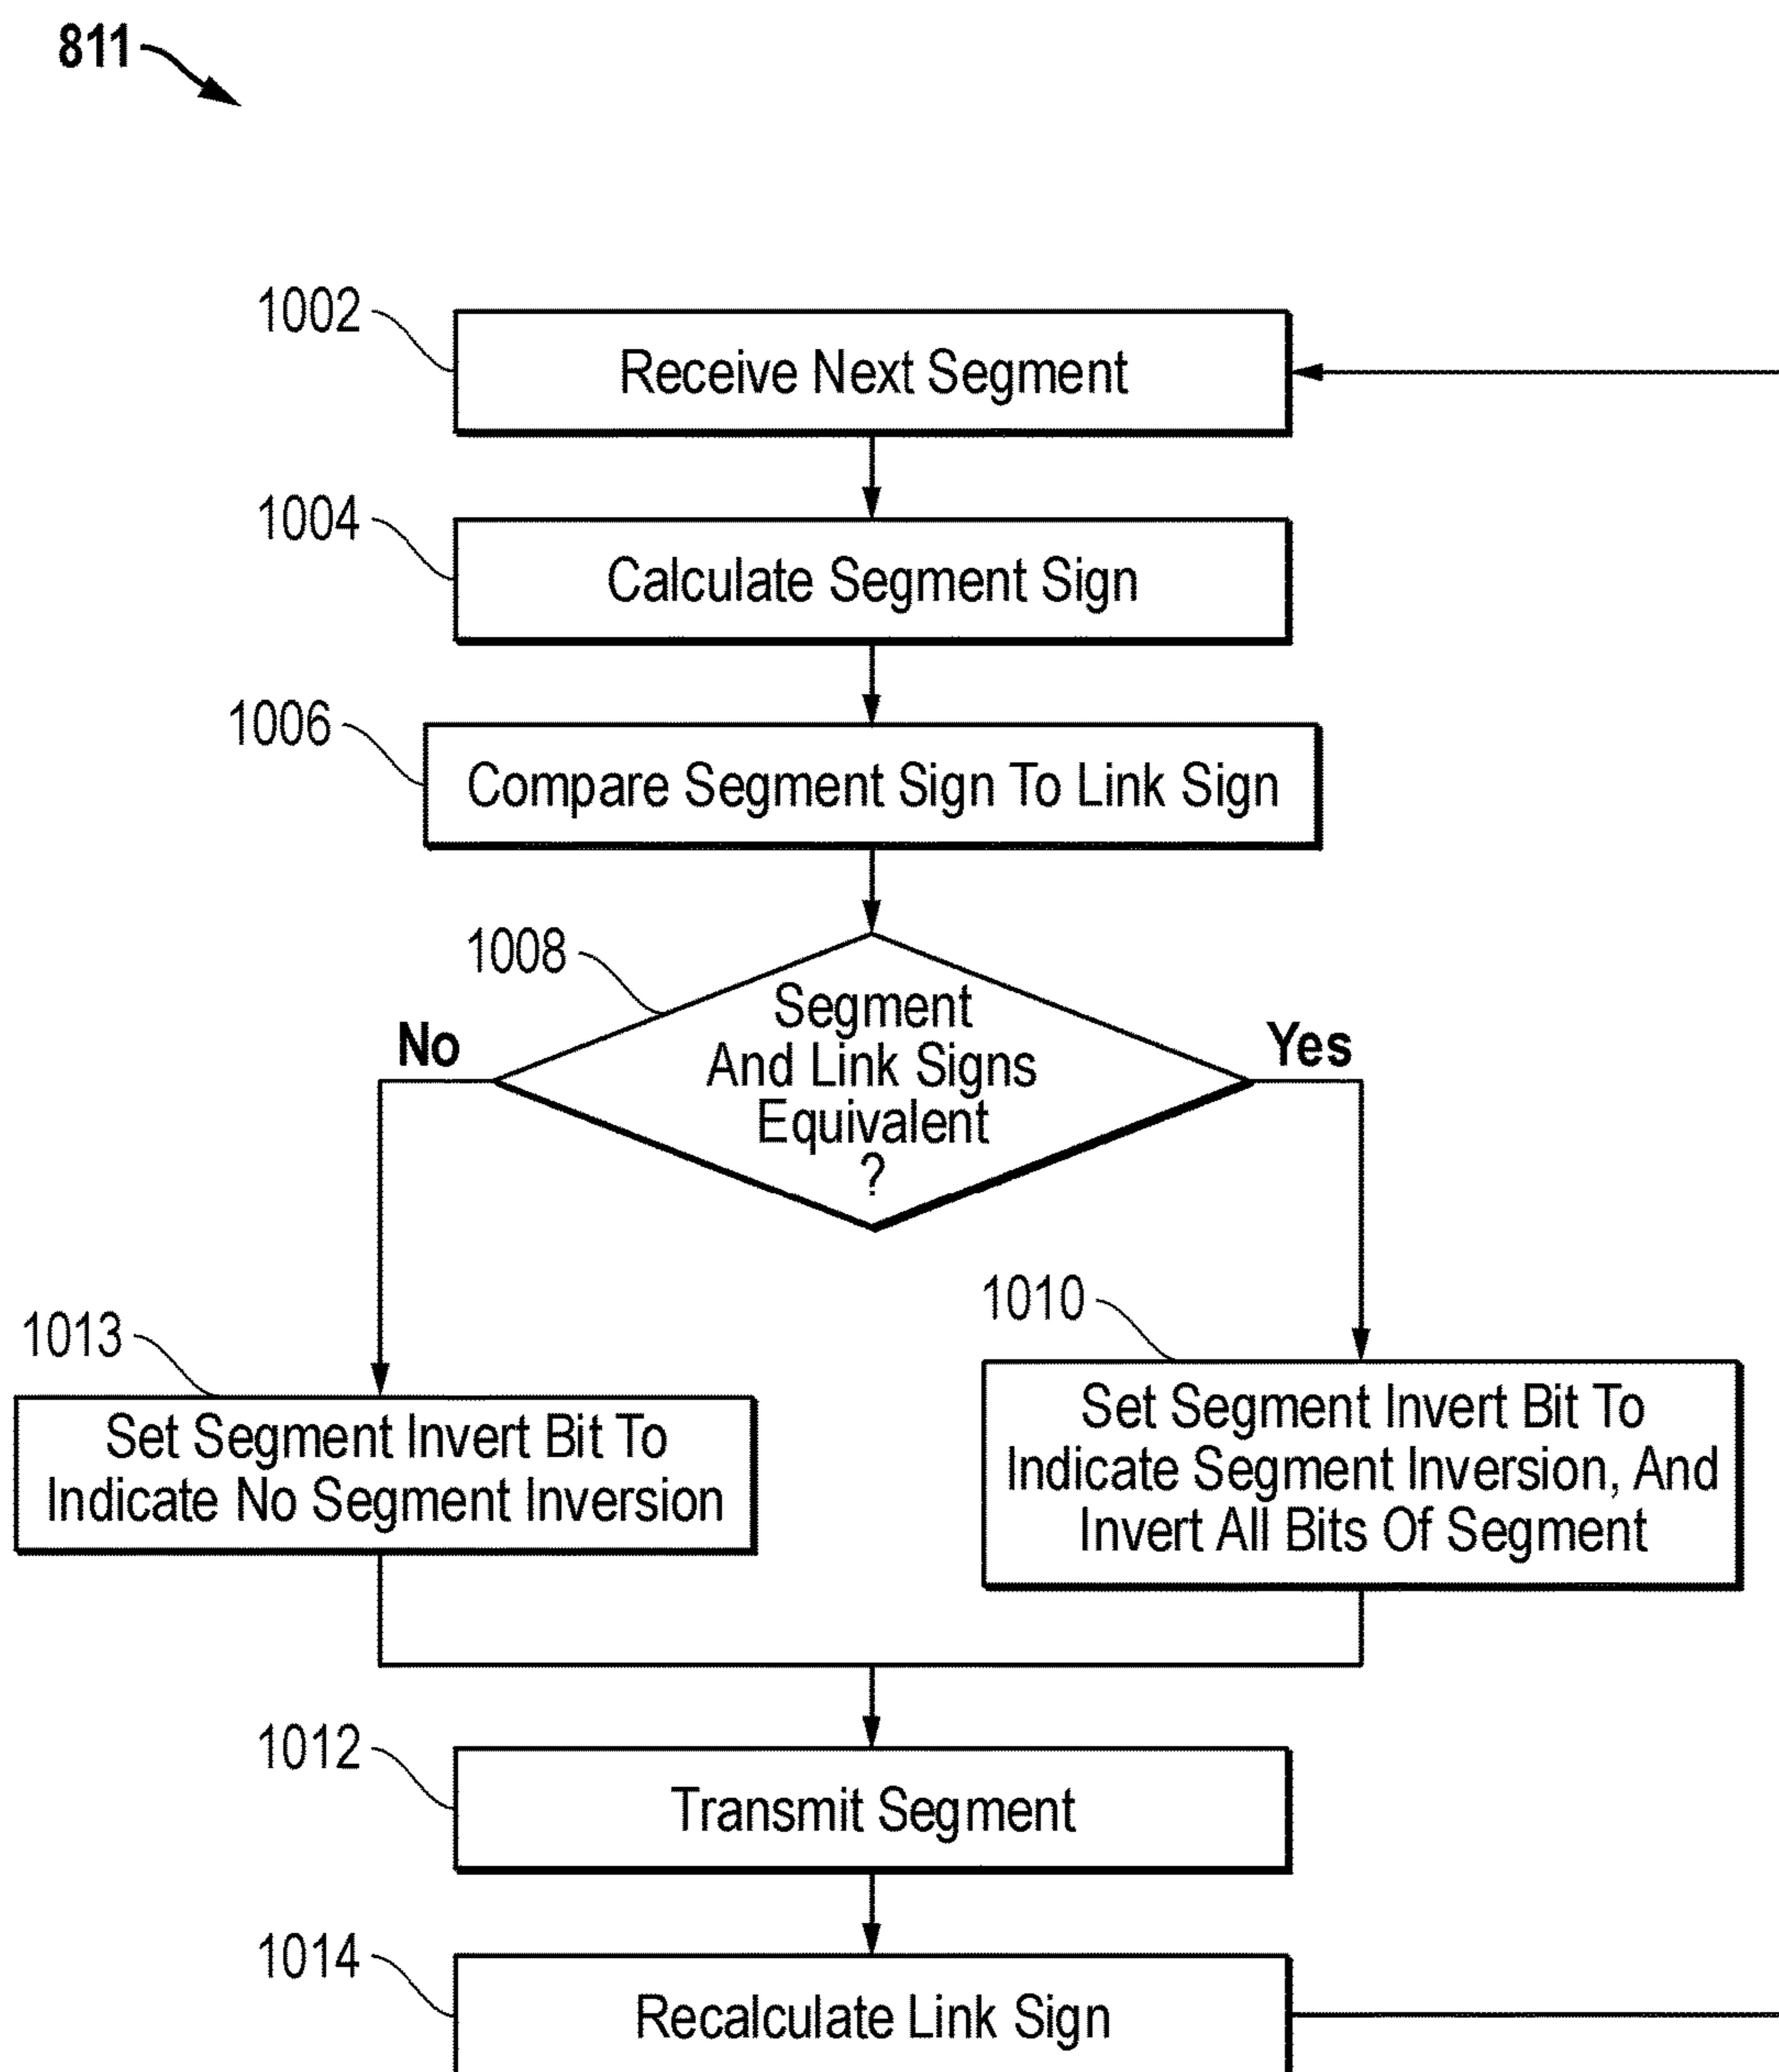 811
1002
Receive Next Segment
1004
Calculate Segment Sign
1006
Compare Segment Sign To Link Sign
1008
Segment
And Link Signs
Equivalent
?
No
Yes
1013
Set Segment Invert Bit To
Indicate No Segment Inversion
1010
Set Segment Invert Bit To
Indicate Segment Inversion, And
Invert All Bits Of Segment
1012
Transmit Segment
1014
Recalculate Link Sign